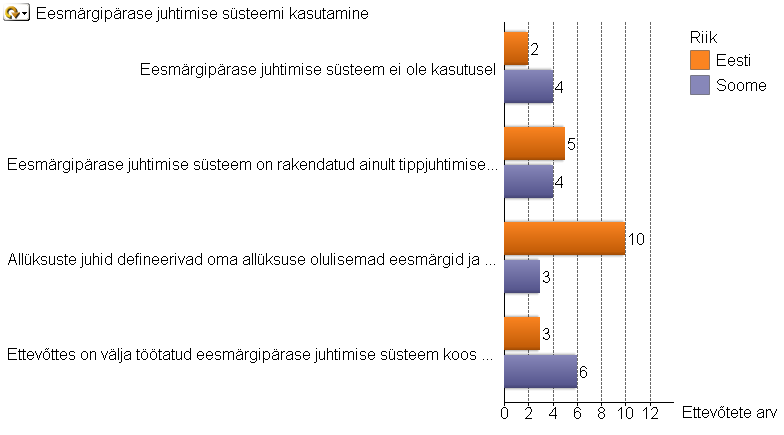 Eesmärgipärase juhtimise süsteemi kasutamine
Riik
Eesti
Soome
Eesmärgipärase juhtimise süsteem ei ole kasutusel
2
4
Eesmärgipärase juhtimise süsteem on rakendatud ainult tippjuhtimise...
5
4
Allüksuste juhid defineerivad oma allüksuse olulisemad eesmärgid ja ...
10
3
Ettevõttes on välja töötatud eesmärgipärase juhtimise süsteem koos ...
3
6
0 2 4 6 8 10 12 Ettevõtete arv